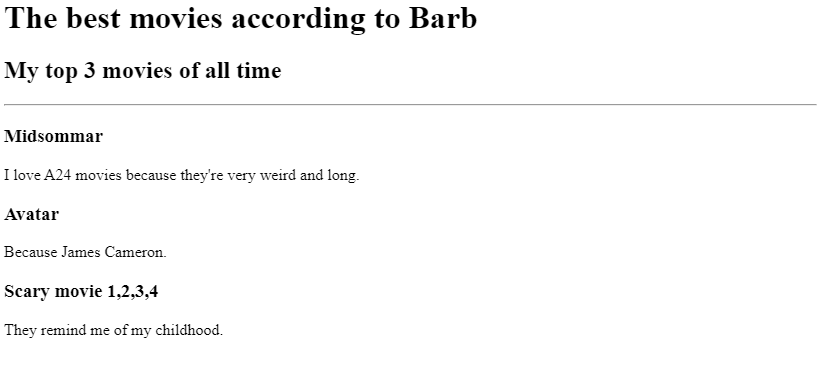 The best movies according to Barb
My top 3 movies of all time
Midsommar
I love A24 movies because they're very weird and long.
Avatar
Because James Cameron.
Scary movie 1,2,3,4
They remind me of my childhood.